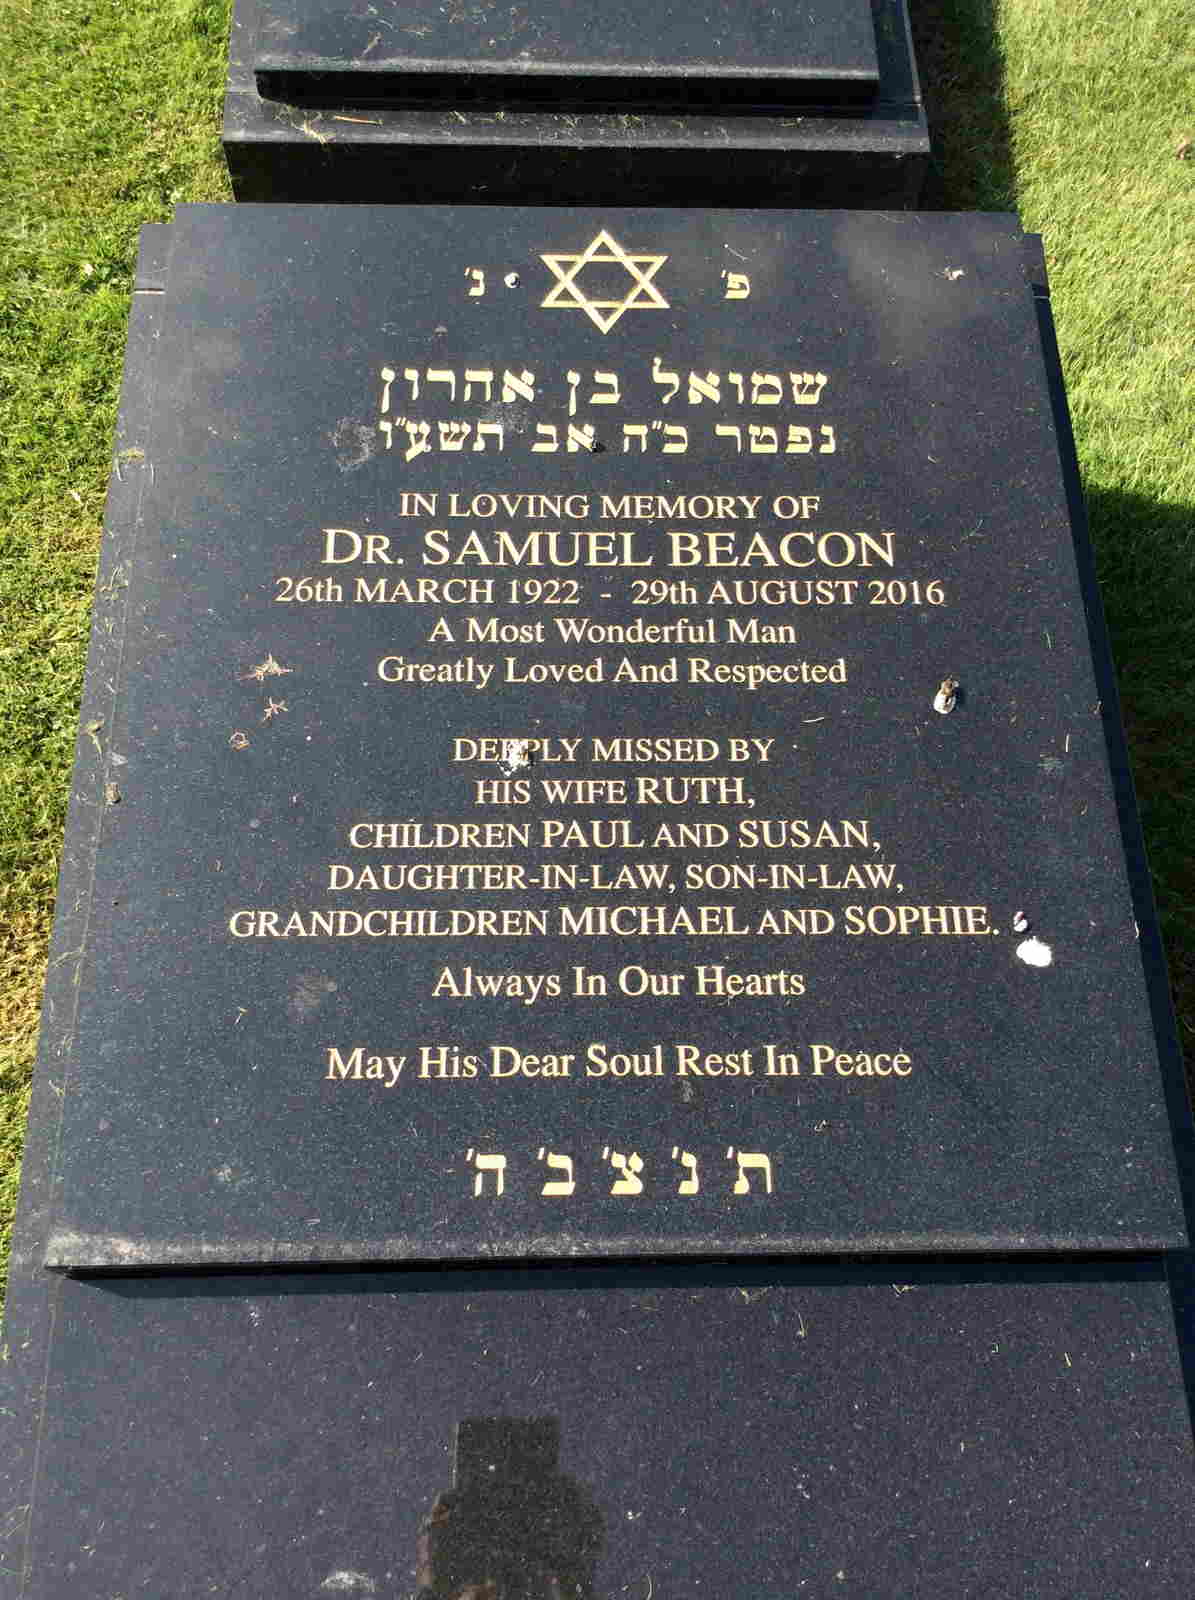 פ' נ'
שמואל בן אהרון
נפטר כ"ה אב תשע"ו
IN LOVING MEMORY OF
DR. SAMUEL BEACON
26th MARCH 1922 - 29th AUGUST 2016
A Most Wonderful Man
Greatly Loved And Respected
DEEPLY MISSED BY
HIS WIFE RUTH,
CHILDREN PAUL AND SUSAN,
DAUGHTER-IN-LAW, SON-IN-LAW,
GRANDCHILDREN MICHAEL AND SOPHIE.
Always In Our Hearts
May His Dear Soul Rest In Peace
ת' נ' צ' ב' ה'